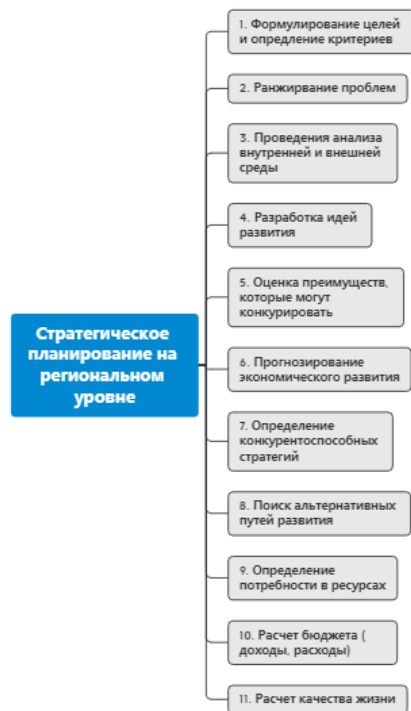 1. Формулирование целей
и опредление критериев
2. Ранжирвание проблем
3. Проведения анализа
внутренней и внешней
среды
4. Разработка идей
развития
5. Оценка преимуществ,
которые могут
конкурировать
Стратегическое
планирование на
региональном
уровне
6. Прогнозирование
экономического развития
7. Определение
конкурентоспособных
стратегий
8. Поиск альтернативных
путей развития
9. Определение
потребности в ресурсах
10. Расчет бюджета (
доходы, расходы)
11. Расчет качества жизни